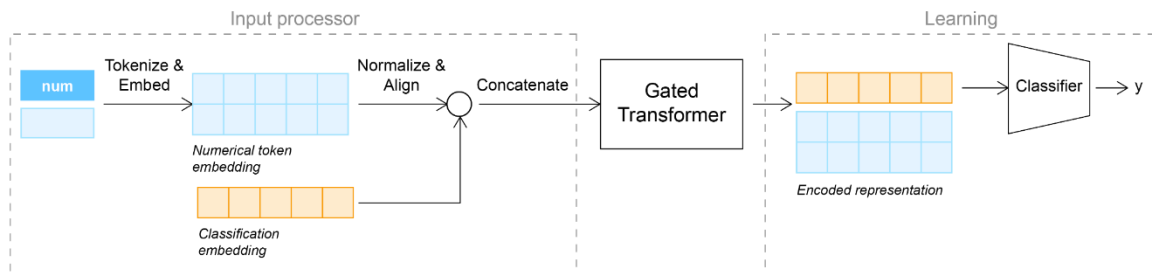 Input processor
Learning
num
Tokenize &
Embed
Normalize &
Align
Concatenate
Gated
Transformer
Classifier
y
Numerical token
embedding
Classification
embedding
Encoded representation